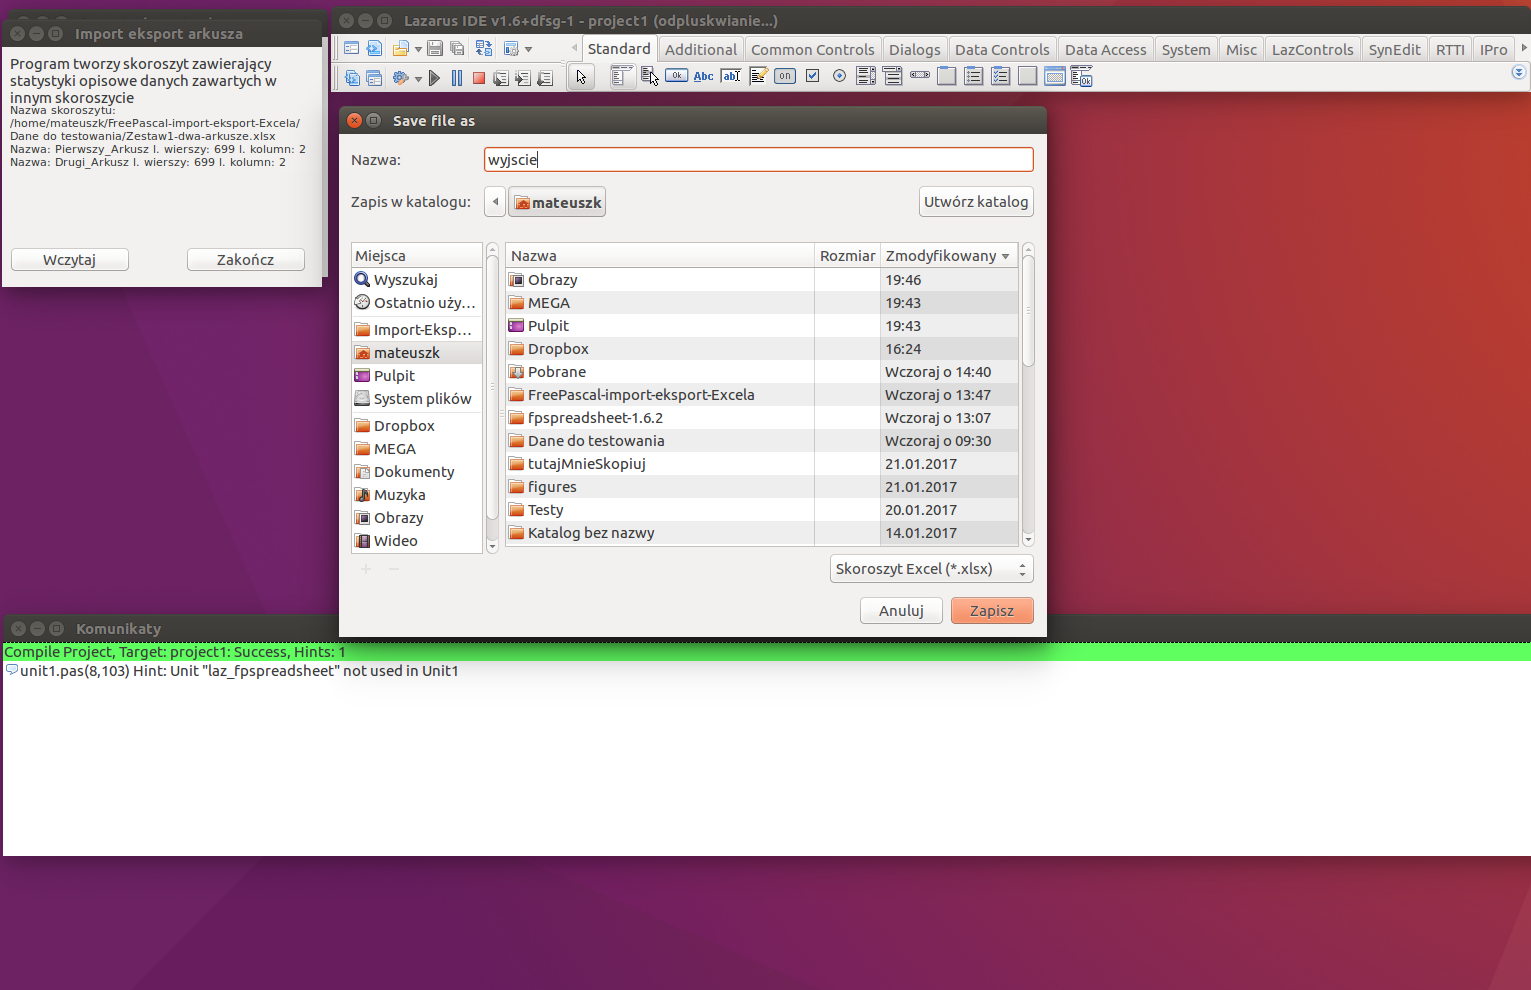 Import eksport arkusza
Program tworzy skoroszyt zawierający
statystyki opisowe danych zawartych w
innym skoroszycie
Nazwa skoroszytu:
/home/mateuszk/FreePascal-import-eksport-Excela/
Dane do testowania/Zestaw1-dwa-arkusze.xlsx
Nazwa: Pierwszy_Arkusz l. wierszy: 699 l. kolumn: 2
Nazwa: Drugi_Arkusz l. wierszy: 699 l. kolumn: 2
Wczytaj
Zakończ
Lazarus IDE v1.6+dfsg-1 - project1 (odpluskwianie...)
Standard Additional Common Controls Dialogs Data Controls Data Access System Misc LazControls SynEdit RTTI IPro
Ok Abc abI on Ok
Save file as
Nazwa: wyjscie
Zapis w katalogu: mateuszk Utwórz katalog
Miejsca
Wyszukaj
Ostatnio uży…
Import-Eksp…
mateuszk
Pulpit
System plików
Dropbox
MEGA
Dokumenty
Muzyka
Obrazy
Wideo
Nazwa Rozmiar Zmodyfikowany
Obrazy 19:46
MEGA 19:43
Pulpit 19:43
Dropbox 16:24
Pobrane Wczoraj o 14:40
FreePascal-import-eksport-Excela Wczoraj o 13:47
fpspreadsheet-1.6.2 Wczoraj o 13:07
Dane do testowania Wczoraj o 09:30
tutajMnieSkopiuj 21.01.2017
figures 21.01.2017
Testy 20.01.2017
Katalog bez nazwy 14.01.2017
Skoroszyt Excel (*.xlsx)
Anuluj
Zapisz
Komunikaty
Compile Project, Target: project1: Success, Hints: 1
unit1.pas(8,103) Hint: Unit "laz_fpspreadsheet" not used in Unit1